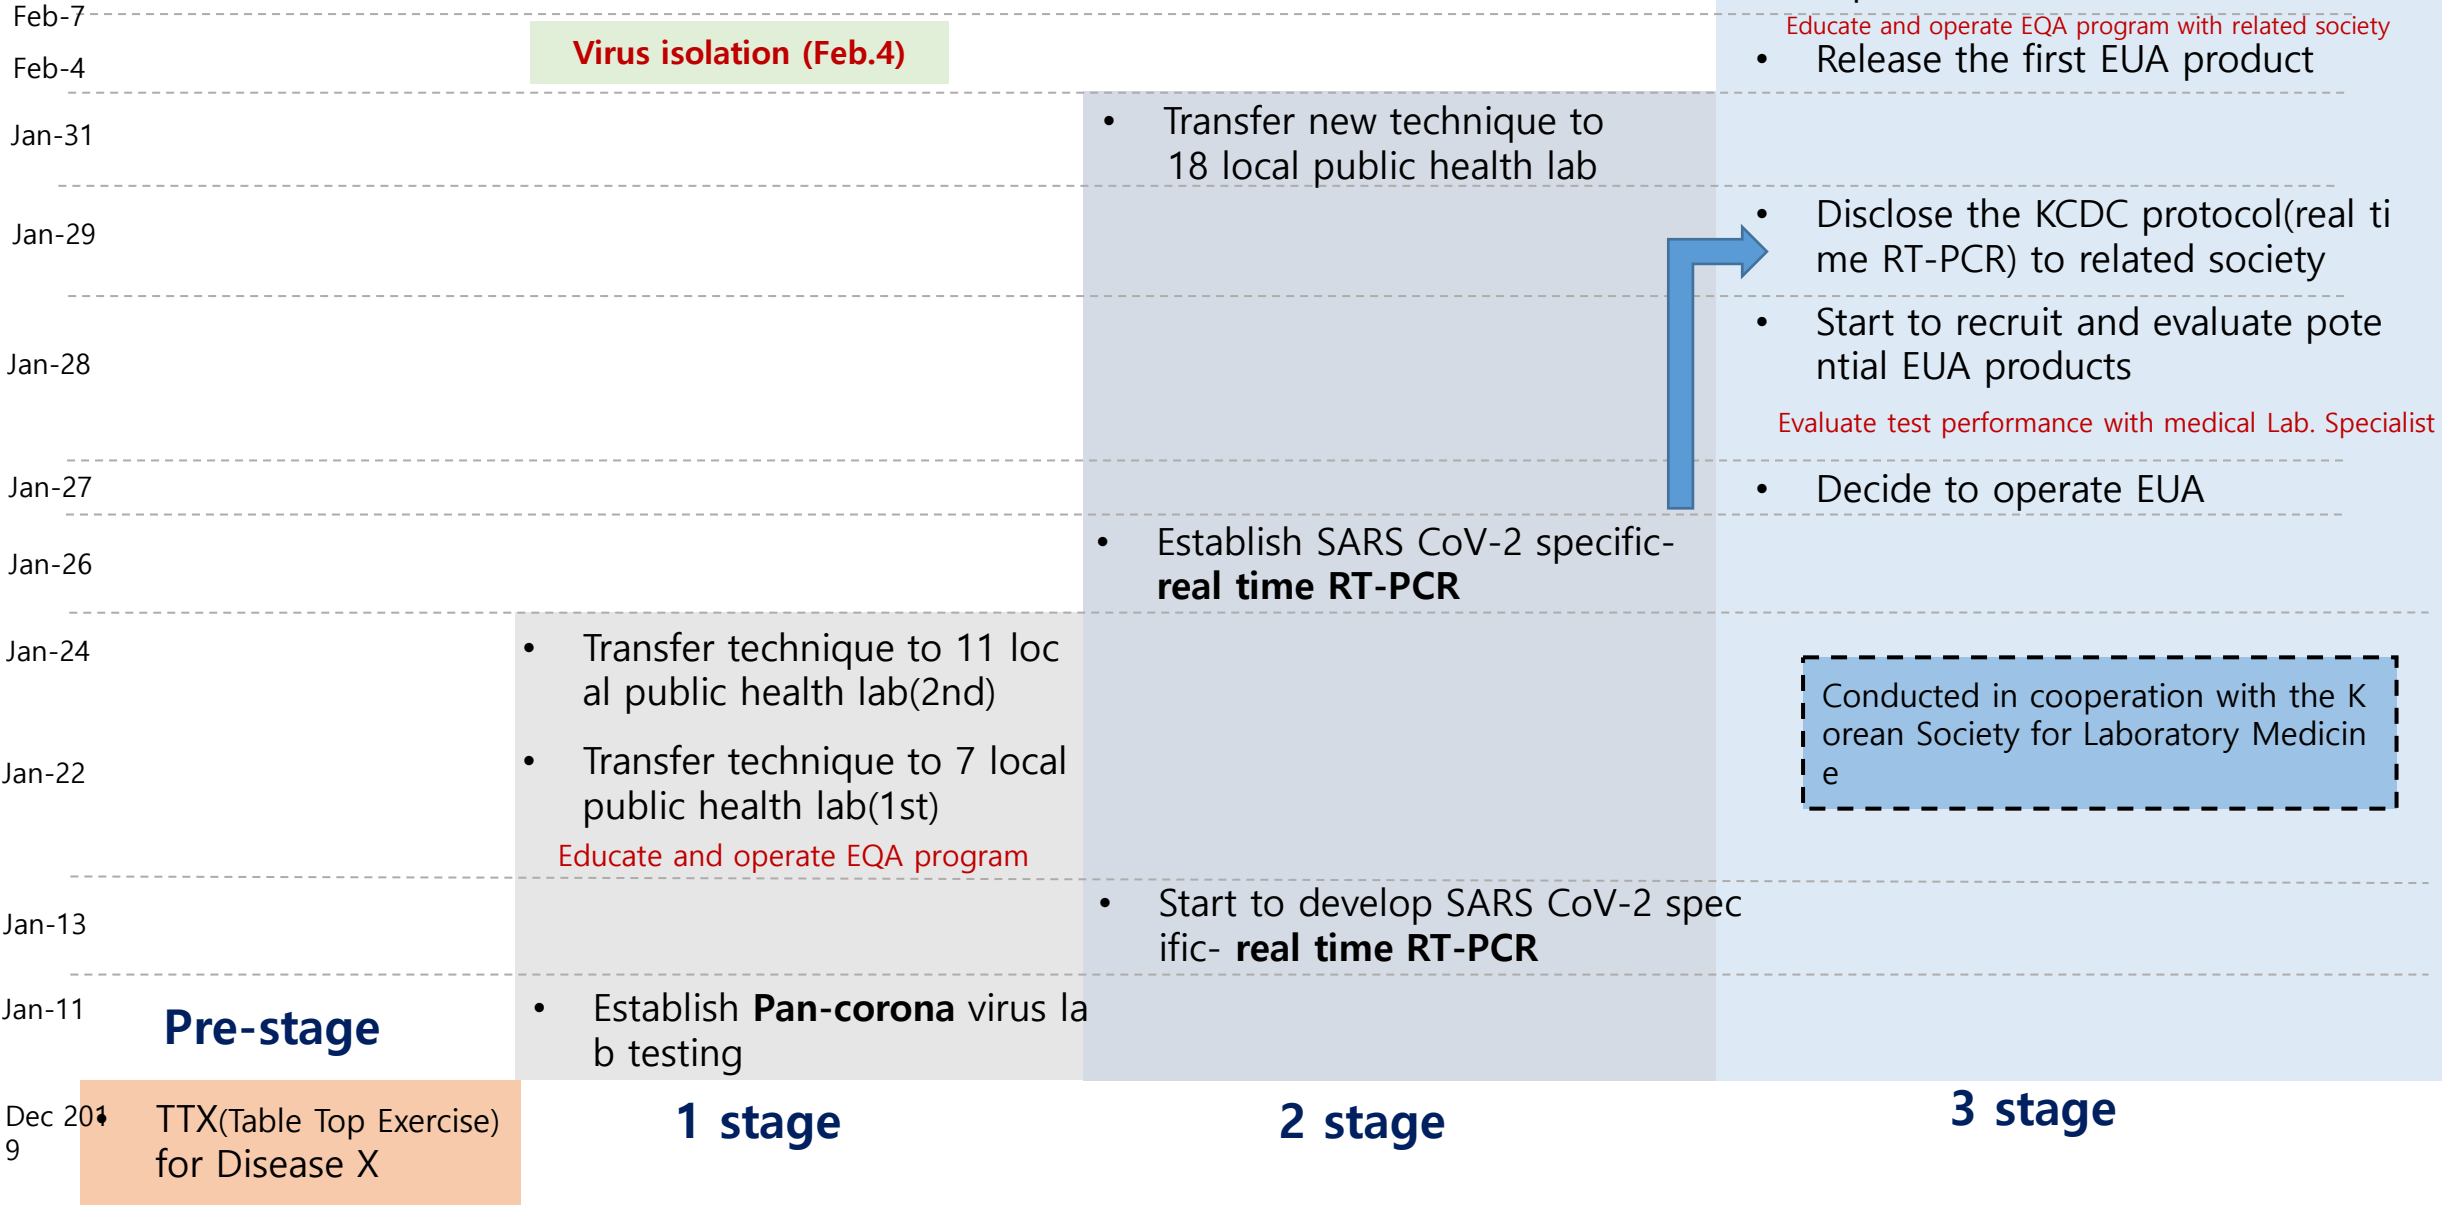 Feb-7
Educate and operate EQA program with related society
Virus isolation (Feb.4)
Feb-4
• Release the first EUA product
Jan-31
• Transfer new technique to
18 local public health lab
Jan-29
• Disclose the KCDC protocol(real ti
me RT-PCR) to related society
Jan-28
• Start to recruit and evaluate pote
ntial EUA products
Evaluate test performance with medical Lab. Specialist
Jan-27
• Decide to operate EUA
Jan-26
• Establish SARS CoV-2 specific-
real time RT-PCR
Jan-24
• Transfer technique to 11 loc
al public health lab(2nd)
Conducted in cooperation with the K
orean Society for Laboratory Medicin
e
Jan-22
• Transfer technique to 7 local
public health lab(1st)
Educate and operate EQA program
Jan-13
• Start to develop SARS CoV-2 spec
ific- real time RT-PCR
Jan-11
Pre-stage
• Establish Pan-corona virus la
b testing
Dec 201
9
• TTX(Table Top Exercise)
for Disease X
1 stage
2 stage
3 stage